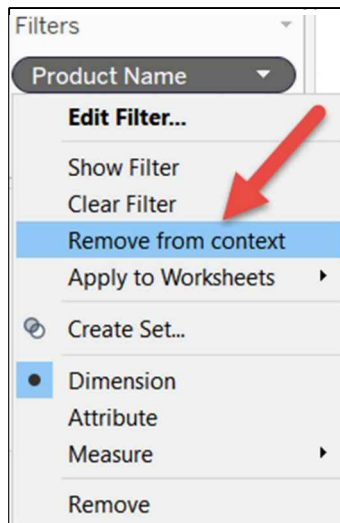 Filters
Product Name
Edit Filter...
Show Filter
Clear Filter
Remove from context
Apply to Worksheets
Create Set...
Dimension
Attribute
Measure
Remove